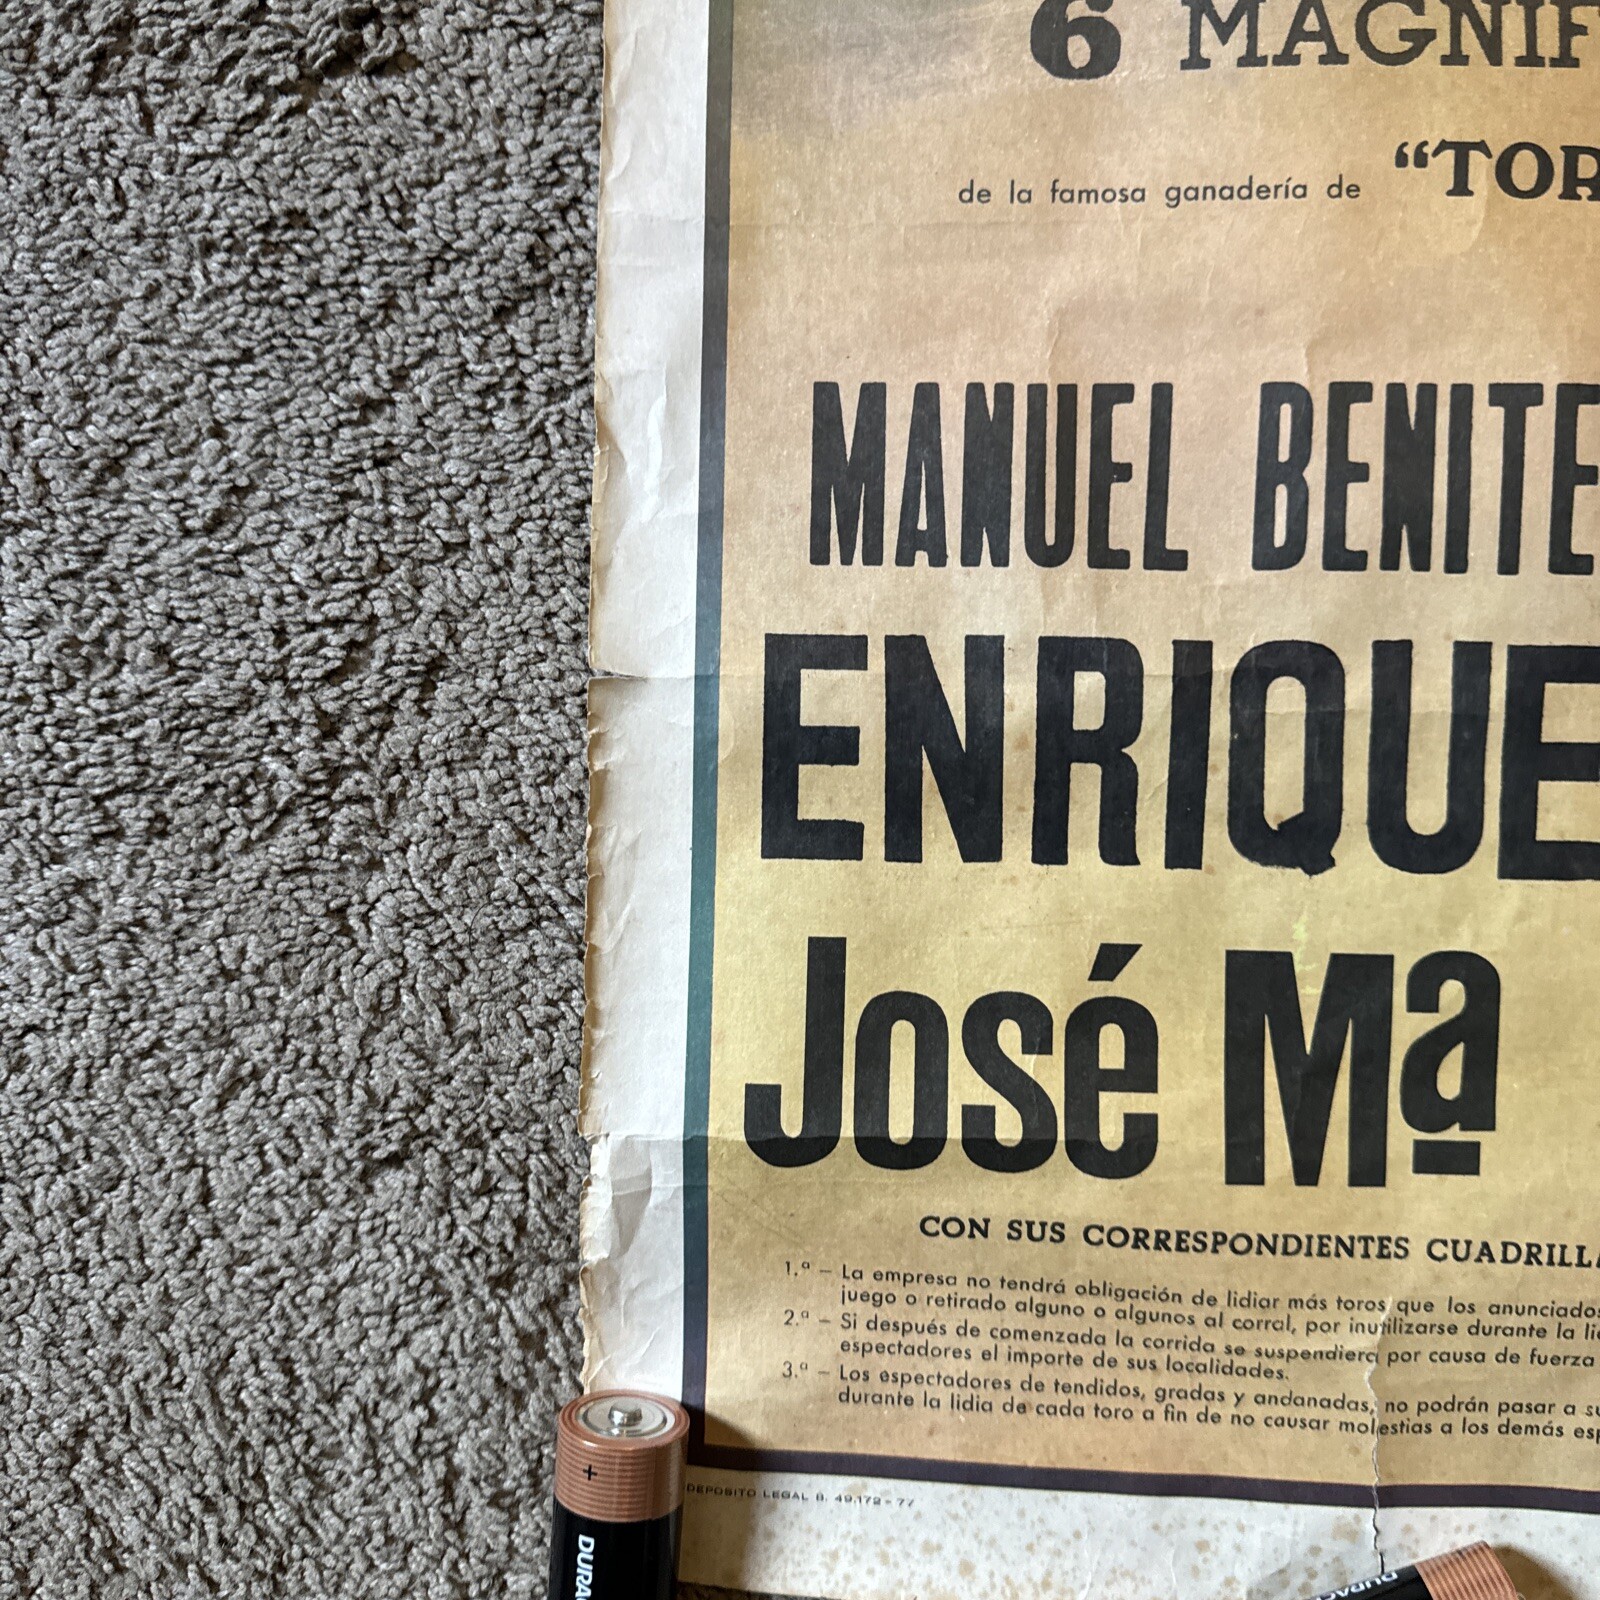 6 MAGNIF
de la famosa ganadería de "TOR
MANUEL BENITE
ENRIQUE
José Mª
CON SUS CORRESPONDIENTES CUADRILLA
1.ª – La empresa no tendrá obligación de lidiar más toros que los anunciados
juego o retirado alguno o algunos al corral, por inutilizarse durante la li
2.ª – Si después de comenzada la corrida se suspendiera por causa de fuerza
espectadores el importe de sus localidades.
3.ª – Los espectadores de tendidos, gradas y andanadas, no podrán pasar a su
durante la lidia de cada toro a fin de no causar molestias a los demás esp
DEPOSITO LEGAL B. 49.172 - 77
+
DURAC
DURAC